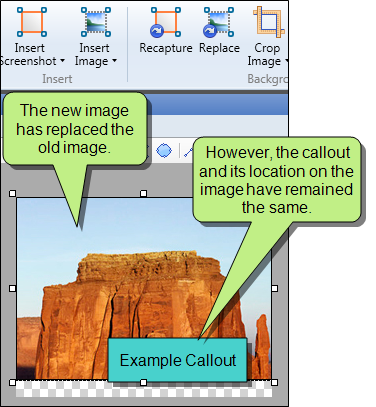 Insert
Screenshot
Insert
Image
Recapture
Replace
Crop
Image
Insert
Backgro
The new image
has replaced the
old image.
However, the callout
and its location on the
image have remained
the same.
Example Callout